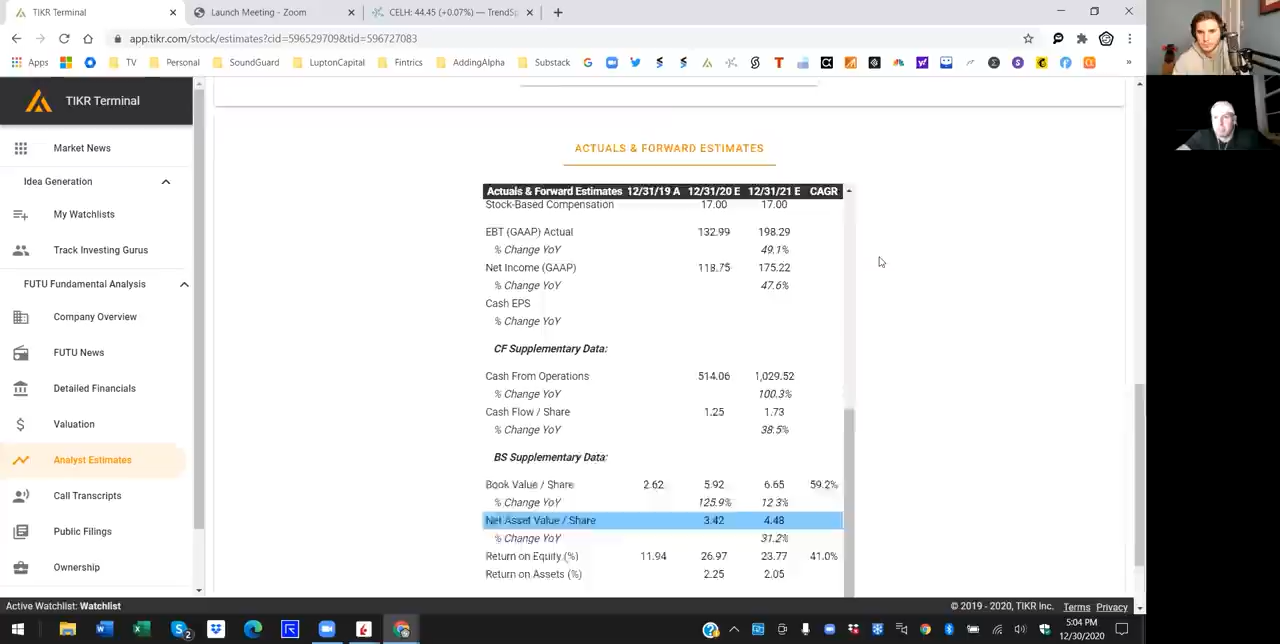 TIKR Terminal
Launch Meeting - Zoom
CELH: 44.45 (+0.07%) — TrendSp
app.tikr.com/stock/estimates?cid=596529709&tid=596727083
Apps TV Personal SoundGuard LuptonCapital Fintrics AddingAlpha Substack
TIKR Terminal
Market News
Idea Generation
My Watchlists
Track Investing Gurus
FUTU Fundamental Analysis
Company Overview
FUTU News
Detailed Financials
Valuation
Analyst Estimates
Call Transcripts
Public Filings
Ownership
ACTUALS & FORWARD ESTIMATES
Actuals & Forward Estimates 12/31/19 A 12/31/20 E 12/31/21 E CAGR
Stock-Based Compensation 17.00 17.00
EBT (GAAP) Actual 132.99 198.29
% Change YoY 49.1%
Net Income (GAAP) 118.75 175.22
% Change YoY 47.6%
Cash EPS
% Change YoY
CF Supplementary Data:
Cash From Operations 514.06 1,029.52
% Change YoY 100.3%
Cash Flow / Share 1.25 1.73
% Change YoY 38.5%
BS Supplementary Data:
Book Value / Share 2.62 5.92 6.65 59.2%
% Change YoY 125.9% 12.3%
Net Asset Value / Share 3.42 4.48
% Change YoY 31.2%
Return on Equity (%) 11.94 26.97 23.77 41.0%
Return on Assets (%) 2.25 2.05
Active Watchlist: Watchlist
© 2019 - 2020, TIKR Inc. Terms Privacy
5:04 PM
12/30/2020